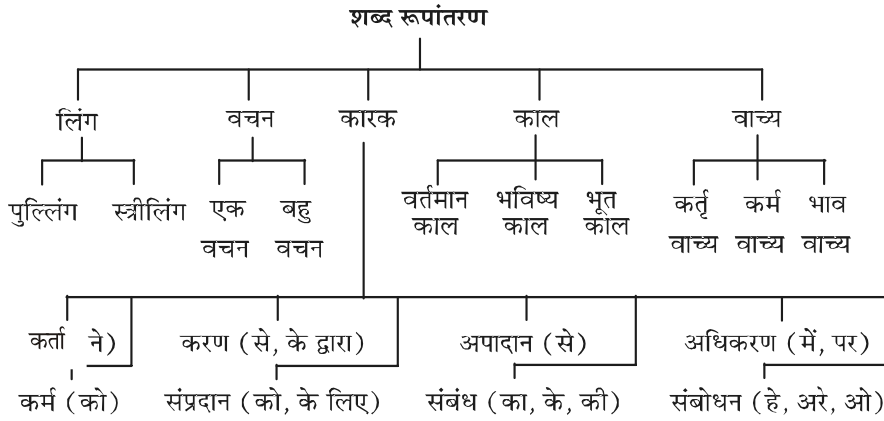 शब्द रूपांतरण
लिंग वचन कारक काल वाच्य
पुल्लिंग स्त्रीलिंग एक वचन बहु वचन वर्तमान काल भविष्य काल भूत काल कर्तृ वाच्य कर्म वाच्य भाव वाच्य
कर्ता ने) करण (से, के द्वारा) अपादान (से) अधिकरण (में, पर)
कर्म (को) संप्रदान (को, के लिए) संबंध (का, के, की) संबोधन (हे, अरे, ओ)